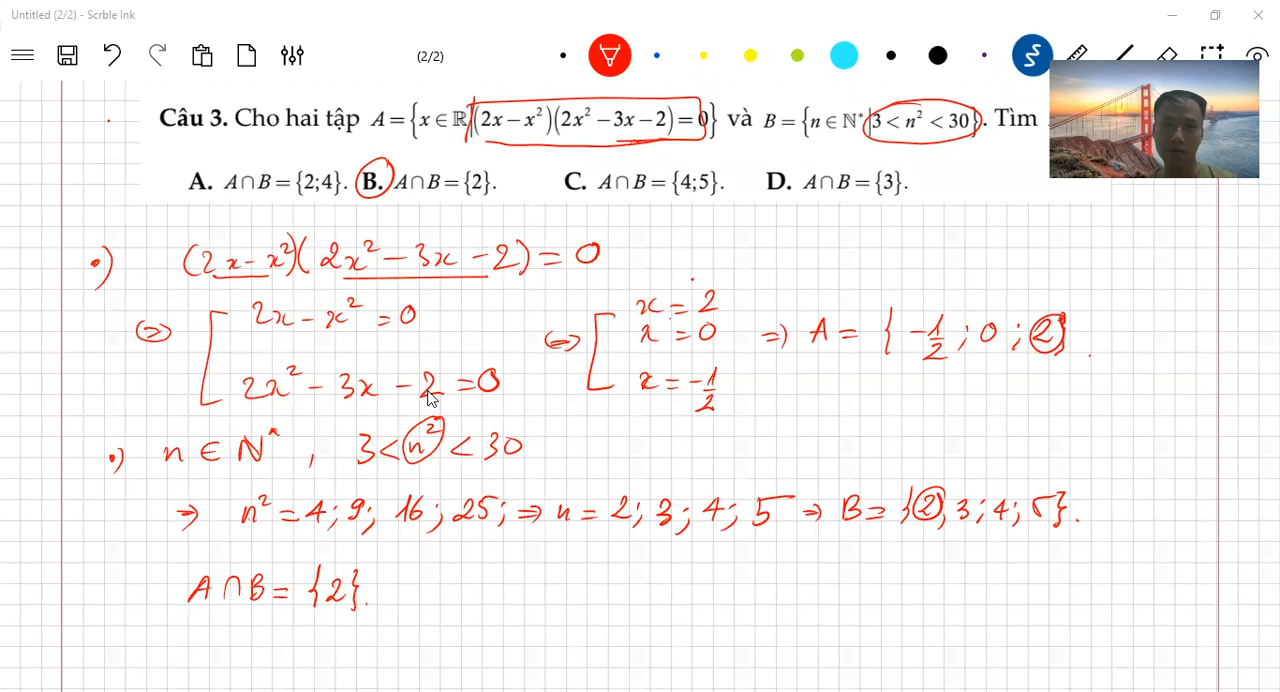 Untitled (2/2) - Scrble Ink
(2/2)
Câu 3. Cho hai tập A = {x ∈ ℝ|(2x − x²)(2x² − 3x − 2) = 0} và B = {n ∈ ℕ*|3 < n² < 30}. Tìm
A. A∩B = {2;4}. B. A∩B = {2}. C. A∩B = {4;5}. D. A∩B = {3}.
•) (2x − x²)(2x² − 3x − 2) = 0
⇔ [ 2x − x² = 0
2x² − 3x − 2 = 0
⇔ [ x = 2
x = 0
x = −1/2
⇒ A = { −1/2 ; 0 ; 2}.
•) n ∈ N* , 3 < n² < 30
⇒ n² = 4; 9; 16; 25; ⇒ n = 2; 3; 4; 5 ⇒ B = {2, 3; 4; 5}.
A ∩ B = {2}.